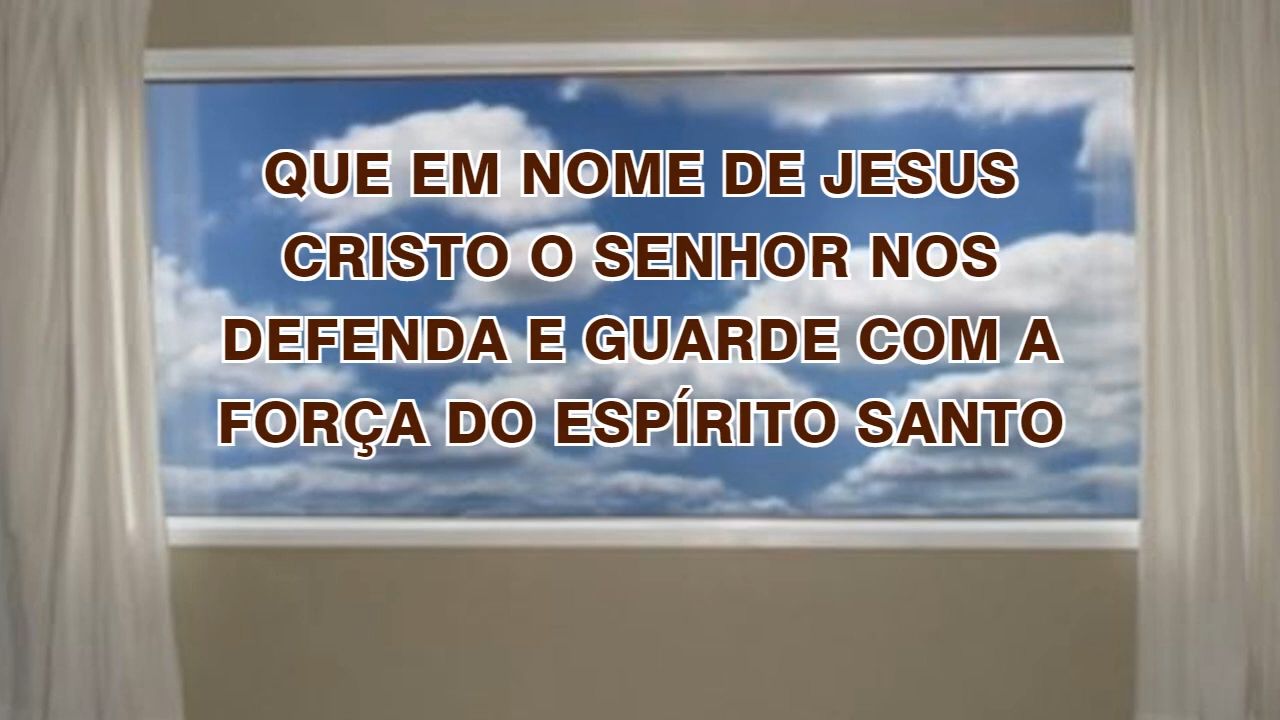 QUE EM NOME DE JESUS
CRISTO O SENHOR NOS
DEFENDA E GUARDE COM A
FORÇA DO ESPÍRITO SANTO